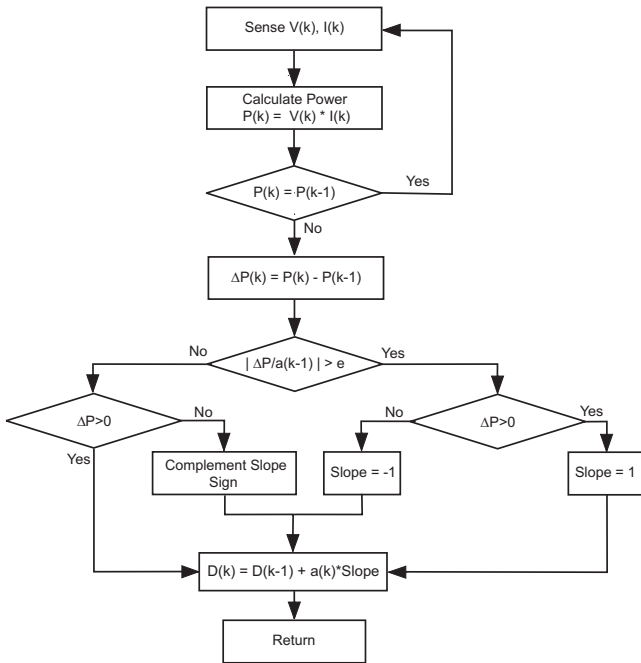 Sense V(k), I(k)
Calculate Power
P(k) = V(k) * I(k)
P(k) = P(k-1)
Yes
No
ΔP(k) = P(k) - P(k-1)
No
| ΔP/a(k-1) | > e
Yes
ΔP>0
No
Yes
No
ΔP>0
Yes
Complement Slope
Sign
Slope = -1
Slope = 1
D(k) = D(k-1) + a(k)*Slope
Return